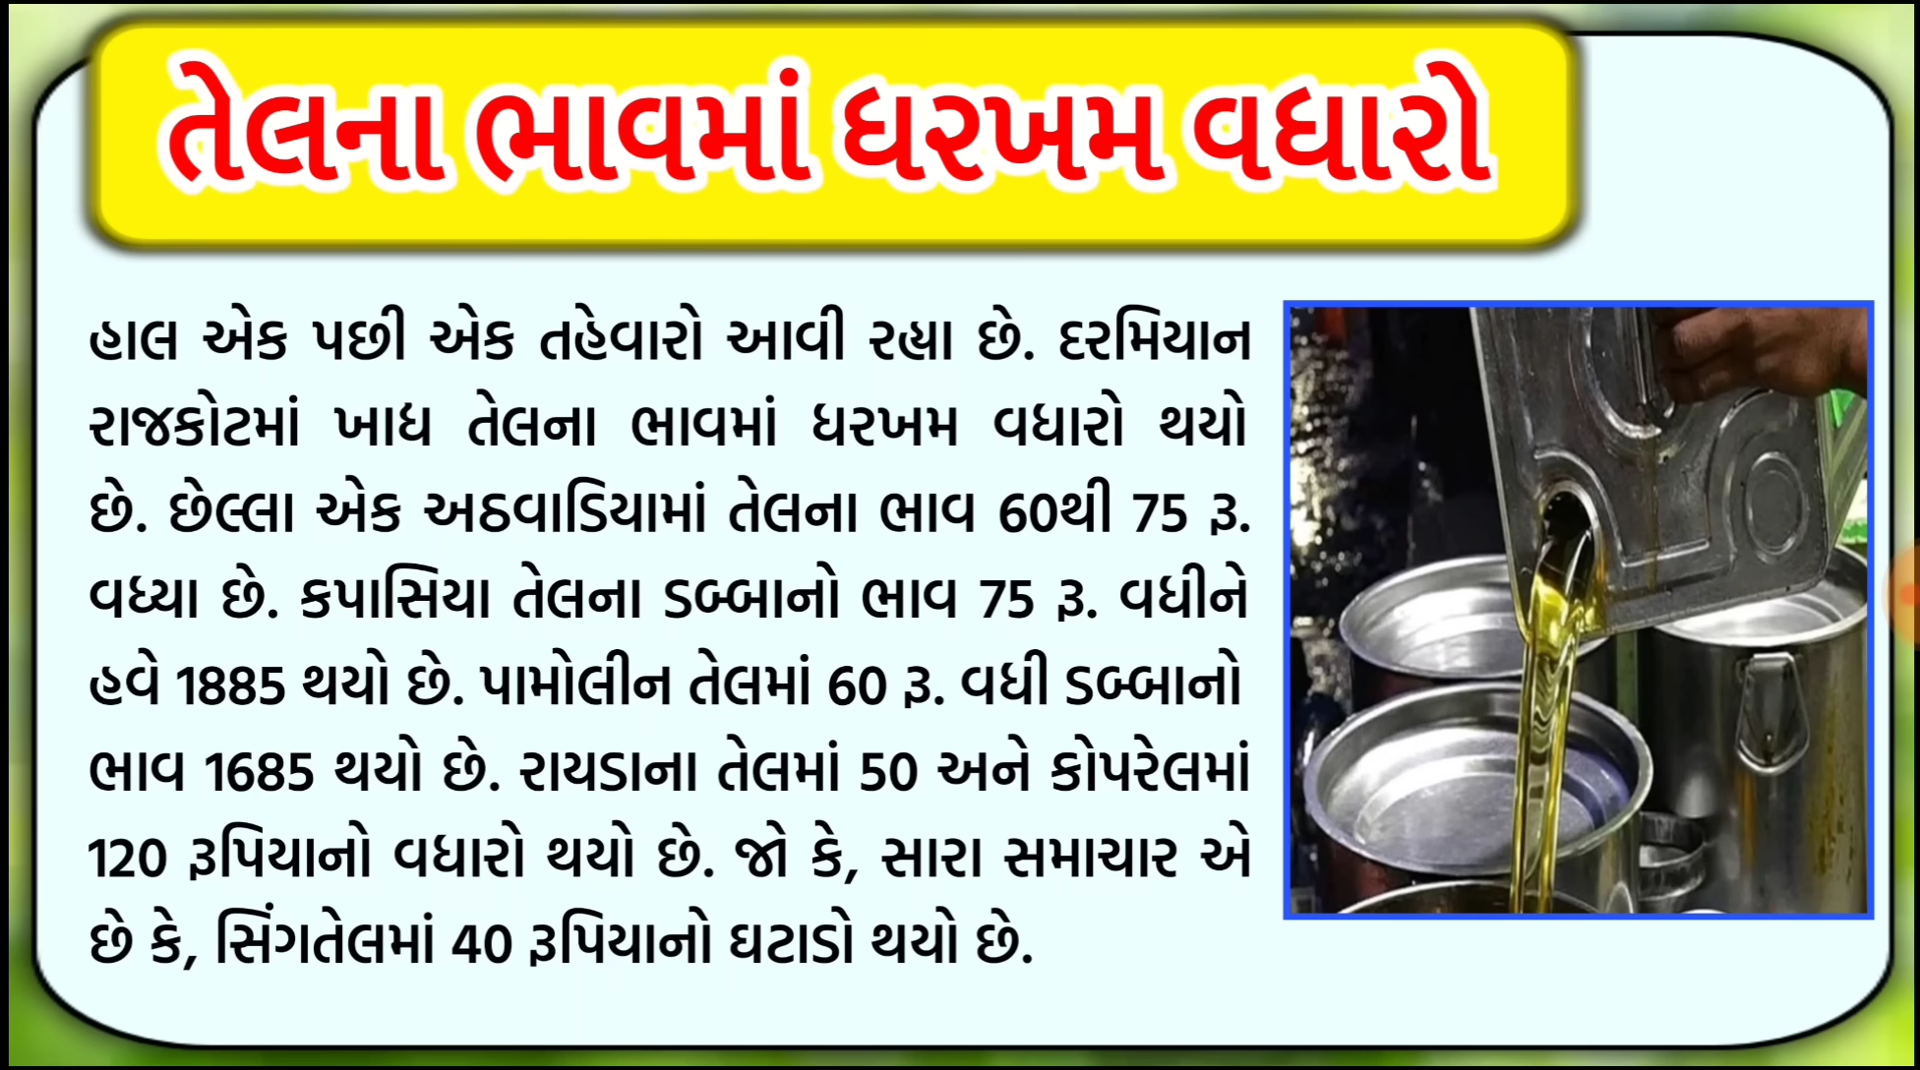 તેલના ભાવમાં ધરખમ વધારો
હાલ એક પછી એક તહેવારો આવી રહ્યા છે. દરમિયાન
રાજકોટમાં ખાદ્ય તેલના ભાવમાં ધરખમ વધારો થયો
છે. છેલ્લા એક અઠવાડિયામાં તેલના ભાવ 60થી 75 રૂ.
વધ્યા છે. કપાસિયા તેલના ડબ્બાનો ભાવ 75 રૂ. વધીને
હવે 1885 થયો છે. પામોલીન તેલમાં 60 રૂ. વધી ડબ્બાનો
ભાવ 1685 થયો છે. રાયડાના તેલમાં 50 અને કોપરેલમાં
120 રૂપિયાનો વધારો થયો છે. જો કે, સારા સમાચાર એ
છે કે, સિંગતેલમાં 40 રૂપિયાનો ઘટાડો થયો છે.